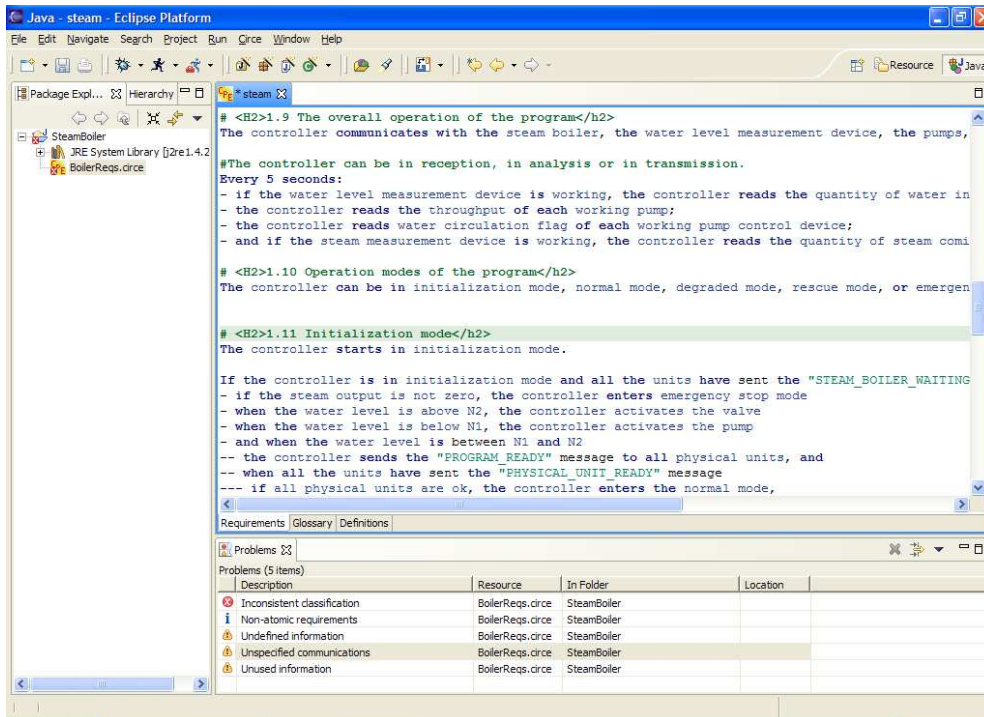 Java - steam - Eclipse Platform
File Edit Navigate Search Project Run Circe Window Help
Resource Java
Package Expl... Hierarchy
SteamBoiler
JRE System Library [j2re1.4.2
BoilerReqs.circe
* steam
# <H2>1.9 The overall operation of the program</h2>
The controller communicates with the steam boiler, the water level measurement device, the pumps,
#The controller can be in reception, in analysis or in transmission.
Every 5 seconds:
- if the water level measurement device is working, the controller reads the quantity of water in
- the controller reads the throughput of each working pump;
- the controller reads water circulation flag of each working pump control device;
- and if the steam measurement device is working, the controller reads the quantity of steam comi
# <H2>1.10 Operation modes of the program</h2>
The controller can be in initialization mode, normal mode, degraded mode, rescue mode, or emergen
# <H2>1.11 Initialization mode</h2>
The controller starts in initialization mode.
If the controller is in initialization mode and all the units have sent the "STEAM_BOILER_WAITING
- if the steam output is not zero, the controller enters emergency stop mode
- when the water level is above N2, the controller activates the valve
- when the water level is below N1, the controller activates the pump
- and when the water level is between N1 and N2
-- the controller sends the "PROGRAM_READY" message to all physical units, and
-- when all the units have sent the "PHYSICAL_UNIT_READY" message
--- if all physical units are ok, the controller enters the normal mode,
Requirements Glossary Definitions
Problems
Problems (5 items)
Description Resource In Folder Location
Inconsistent classification BoilerReqs.circe SteamBoiler
Non-atomic requirements BoilerReqs.circe SteamBoiler
Undefined information BoilerReqs.circe SteamBoiler
Unspecified communications BoilerReqs.circe SteamBoiler
Unused information BoilerReqs.circe SteamBoiler